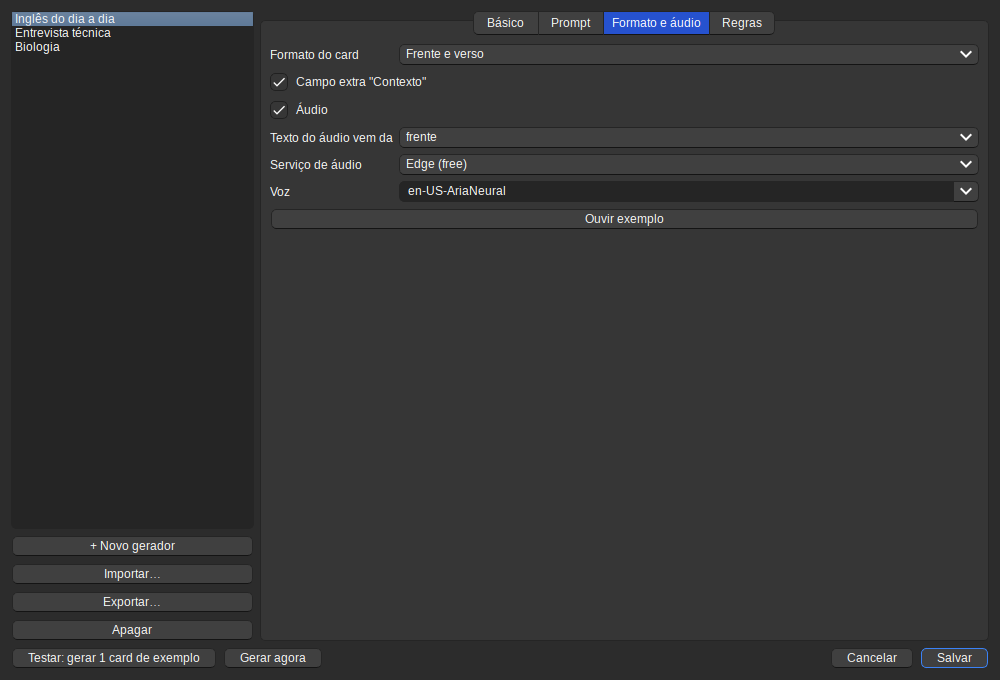 Inglês do dia a dia
Entrevista técnica
Biologia
+ Novo gerador
Importar...
Exportar...
Apagar
Básico
Prompt
Formato e áudio
Regras
Formato do card
Frente e verso
Campo extra "Contexto"
Áudio
Texto do áudio vem da
frente
Serviço de áudio
Edge (free)
Voz
en-US-AriaNeural
Ouvir exemplo
Testar: gerar 1 card de exemplo
Gerar agora
Cancelar
Salvar